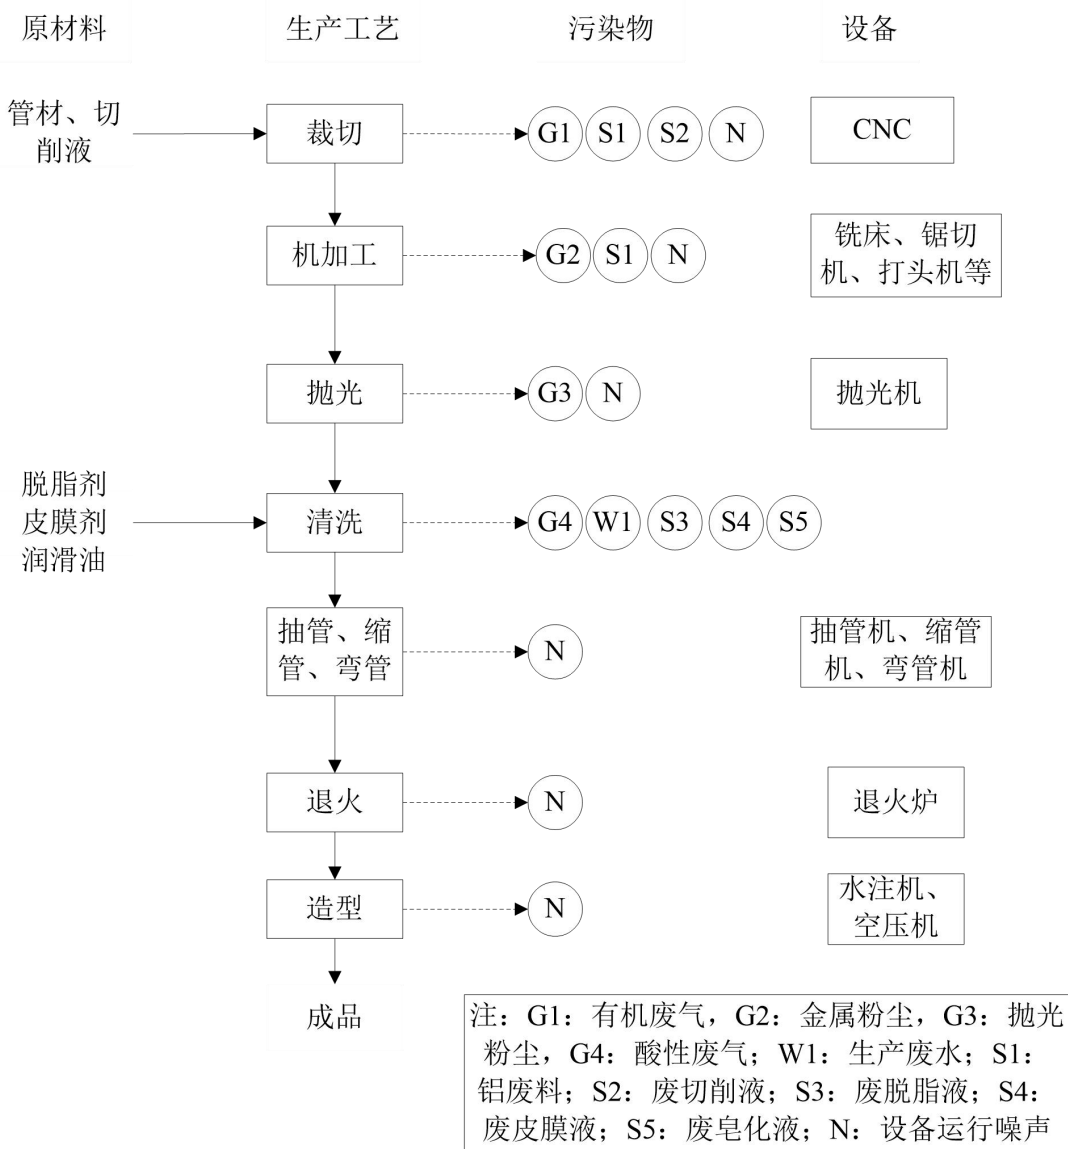 原材料 生产工艺 污染物 设备
管材、切
削液
裁切
G1 S1 S2 N
CNC
机加工
G2 S1 N
铣床、锯切
机、打头机等
抛光
G3 N
抛光机
脱脂剂
皮膜剂
润滑油
清洗
G4 W1 S3 S4 S5
抽管、缩
管、弯管
N
抽管机、缩管
机、弯管机
退火
N
退火炉
造型
N
水注机、
空压机
成品
注：G1：有机废气，G2：金属粉尘，G3：抛光
粉尘，G4：酸性废气；W1：生产废水；S1：
铝废料；S2：废切削液；S3：废脱脂液；S4：
废皮膜液；S5：废皂化液；N：设备运行噪声